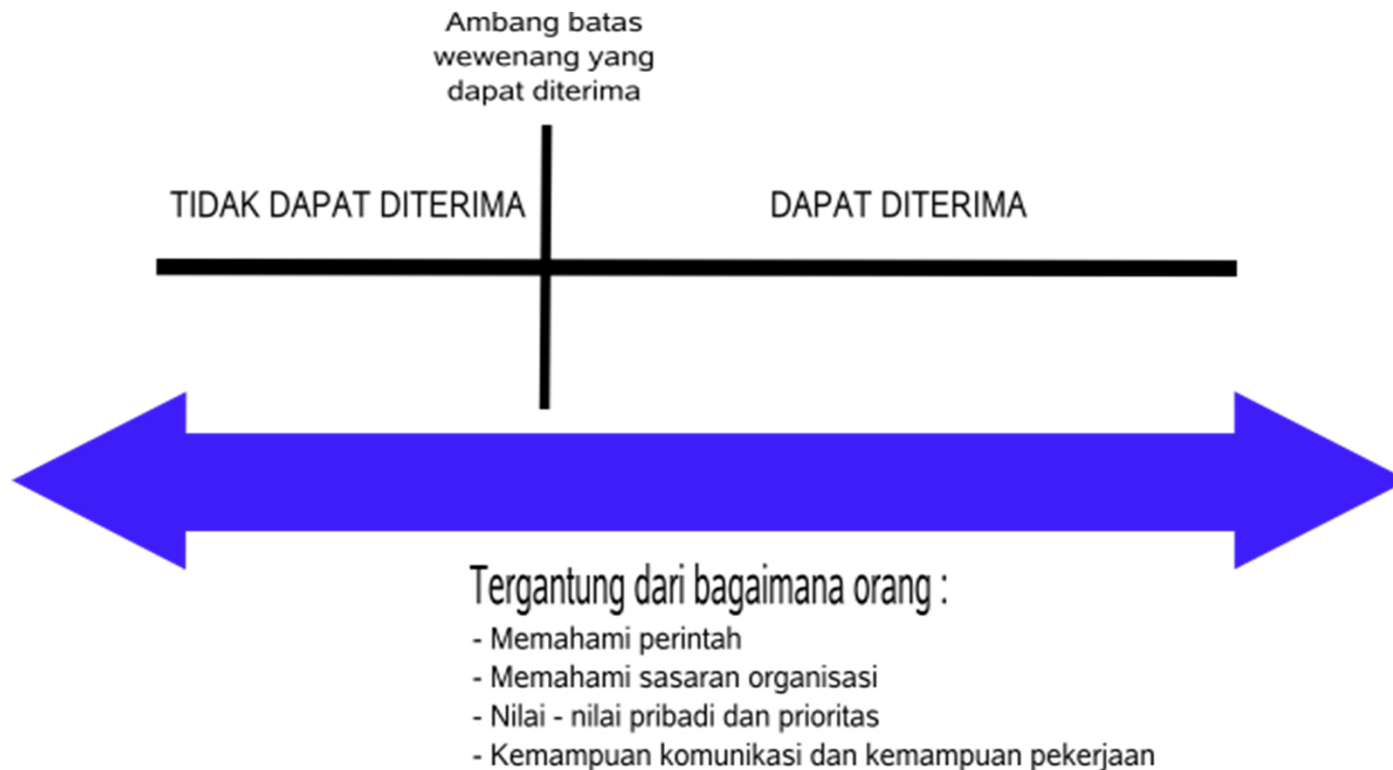 Ambang batas
wewenang yang
dapat diterima
TIDAK DAPAT DITERIMA
DAPAT DITERIMA
Tergantung dari bagaimana orang :
- Memahami perintah
- Memahami sasaran organisasi
- Nilai - nilai pribadi dan prioritas
- Kemampuan komunikasi dan kemampuan pekerjaan